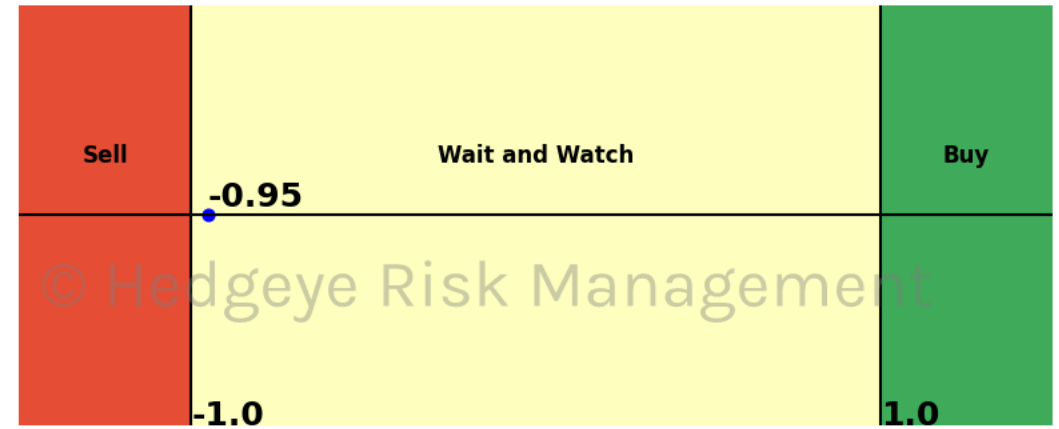 Sell
Wait and Watch
Buy
-0.95
© Hedgeye Risk Management
-1.0
1.0